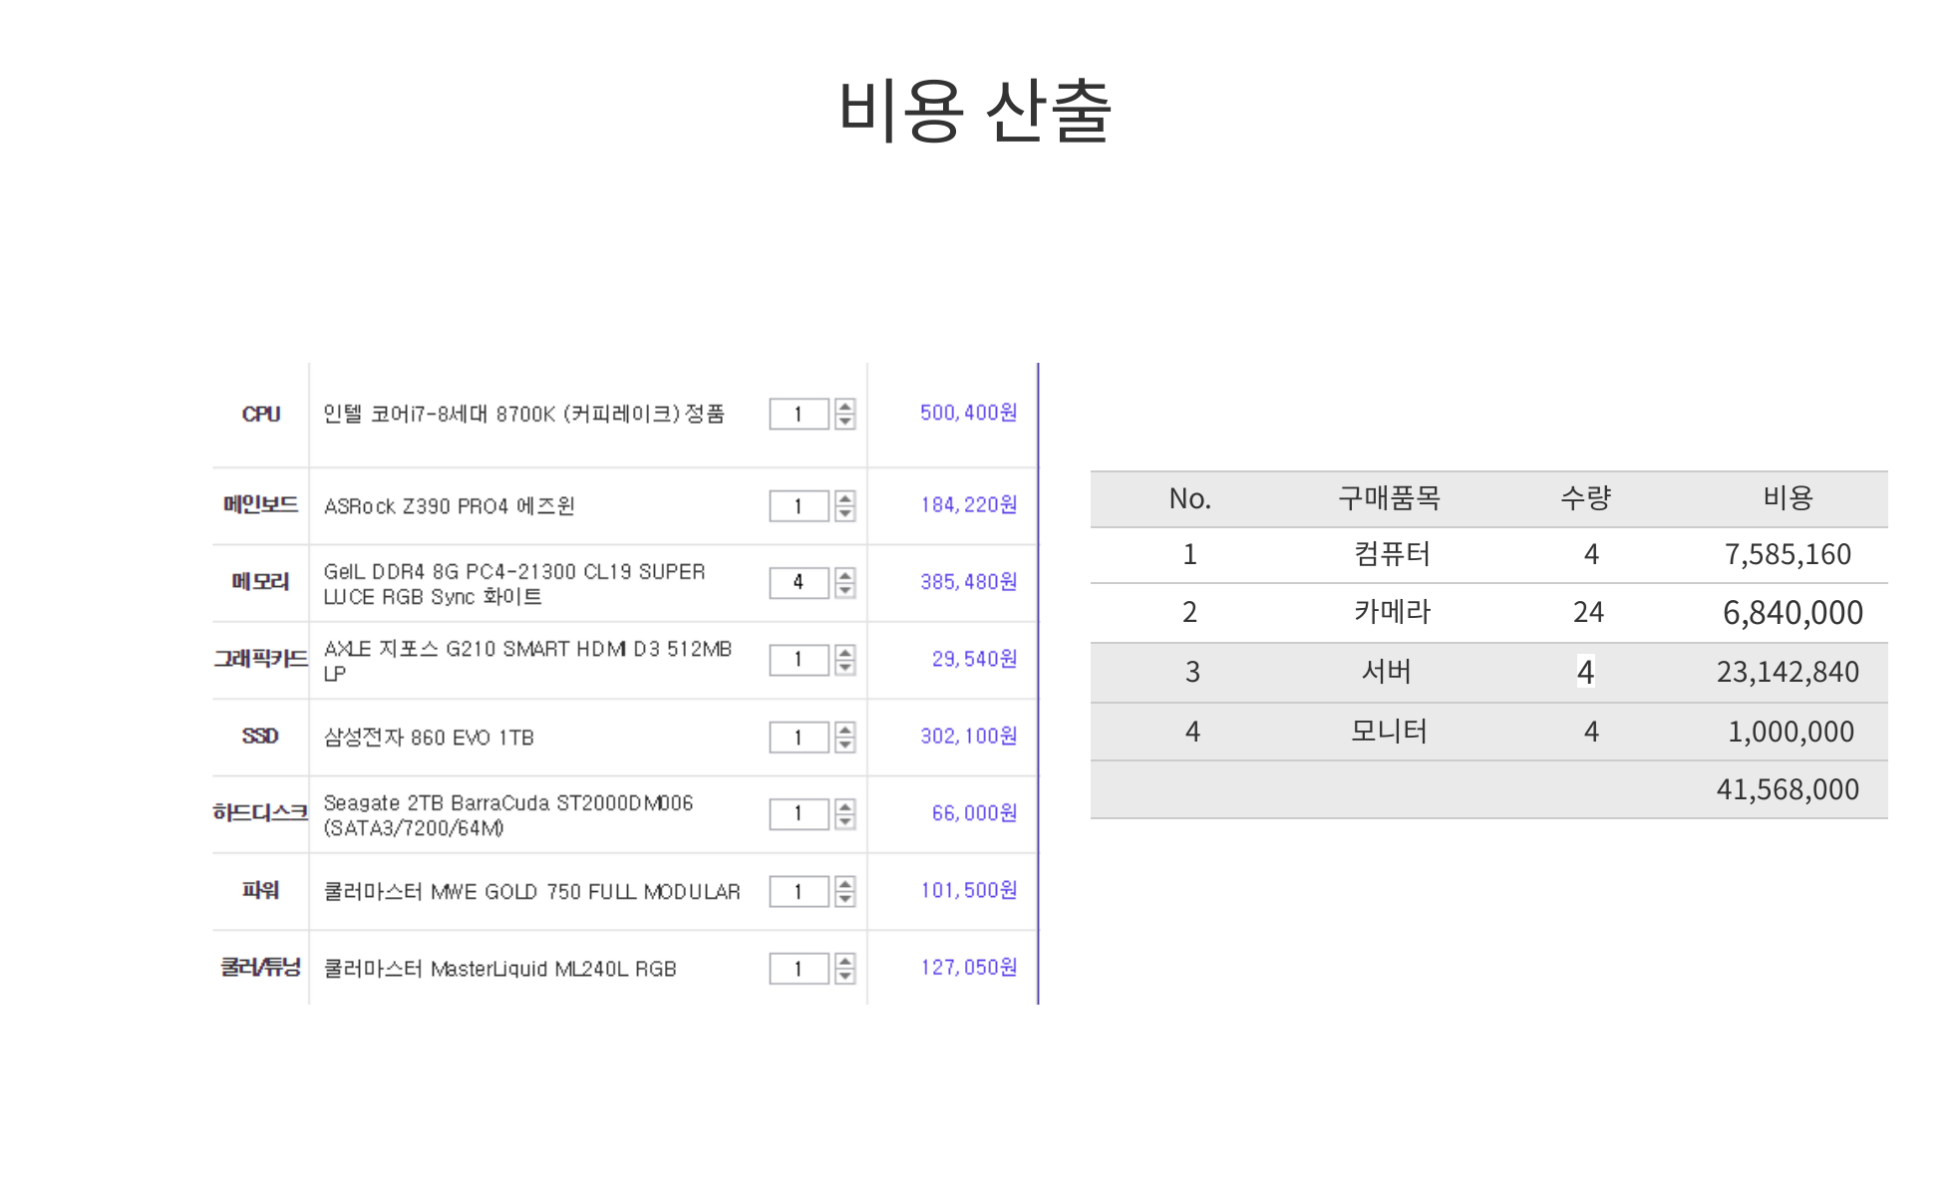 비용 산출
CPU 인텔 코어i7-8세대 8700K (커피레이크) 정품 1 500,400원
메인보드 ASRock Z390 PRO4 에즈윈 1 184,220원
메모리 GeIL DDR4 8G PC4-21300 CL19 SUPER
LUCE RGB Sync 화이트 4 385,480원
그래픽카드 AXLE 지포스 G210 SMART HDMI D3 512MB
LP 1 29,540원
SSD 삼성전자 860 EVO 1TB 1 302,100원
하드디스크 Seagate 2TB BarraCuda ST2000DM006
(SATA3/7200/64M) 1 66,000원
파워 쿨러마스터 MWE GOLD 750 FULL MODULAR 1 101,500원
쿨러/튜닝 쿨러마스터 MasterLiquid ML240L RGB 1 127,050원
No. 구매품목 수량 비용
1 컴퓨터 4 7,585,160
2 카메라 24 6,840,000
3 서버 4 23,142,840
4 모니터 4 1,000,000
41,568,000